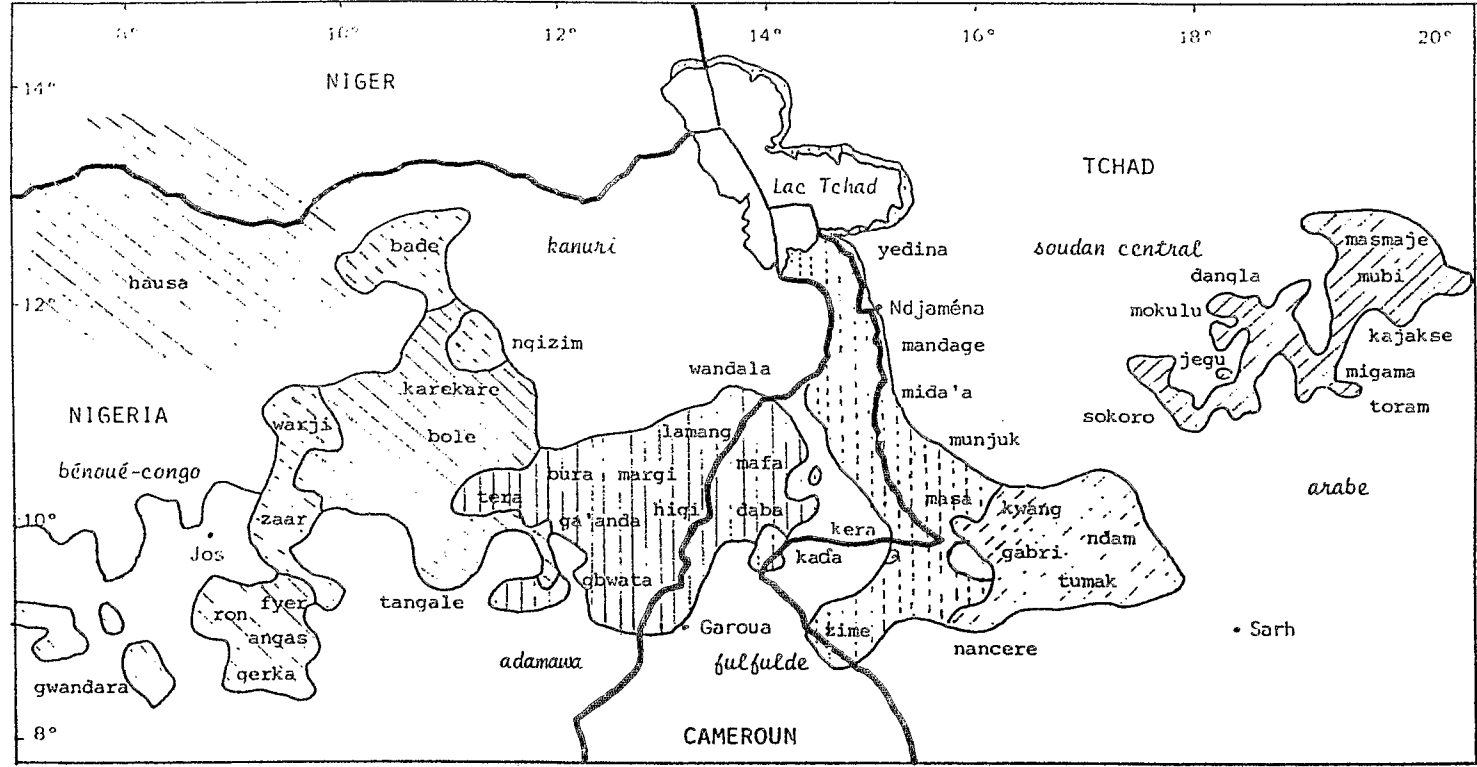 8°
10°
12°
14°
16°
18°
20°
NIGER
14°
TCHAD
Lac Tchad
bade
kanuri
yedina
soudan central
masmaje
hausa
dangla
mubi
12°
mokulu
Ndjaména
nqizim
mandage
kajakse
wandala
jegu
karekare
mida'a
migama
toram
NIGERIA
warji
lamang
sokoro
bole
munjuk
bénoué-congo
bura
margi
mafa
tera
masa
arabe
10°
zaar
ga'anda
higi
daba
kwang
kera
ndam
Jos
kada
gabri
gbwata
tumak
ron
fyer
tangale
angas
Garoua
zime
Sarh
adamawa
fulfulde
nancere
gwandara
gerka
8°
CAMEROUN